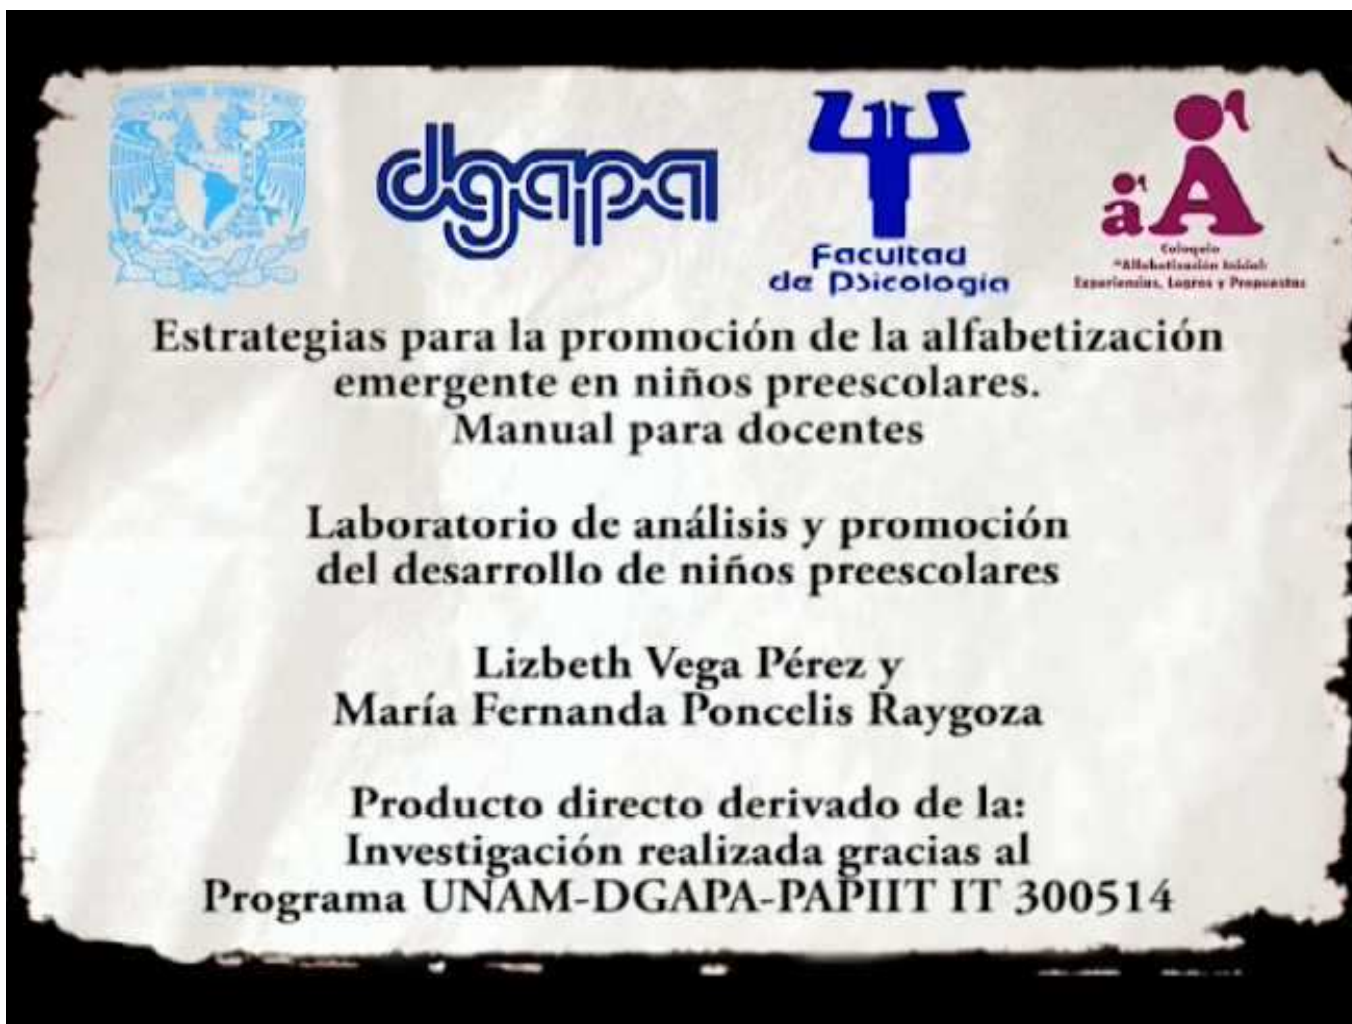 dgapa
Facultad
de Psicología
aA
Coloquio
"Alfabetización Inicial:
Experiencias, Logros y Propuestas
Estrategias para la promoción de la alfabetización
emergente en niños preescolares.
Manual para docentes
Laboratorio de análisis y promoción
del desarrollo de niños preescolares
Lizbeth Vega Pérez y
María Fernanda Poncelis Raygoza
Producto directo derivado de la:
Investigación realizada gracias al
Programa UNAM-DGAPA-PAPIIT IT 300514